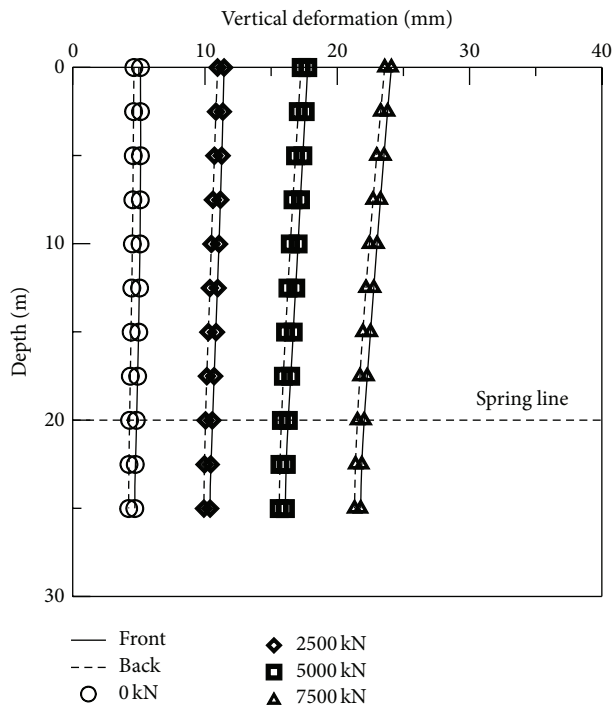 Vertical deformation (mm)
0 10 20 30 40
0
10
20
30
Depth (m)
Spring line
Front
Back
0 kN
2500 kN
5000 kN
7500 kN